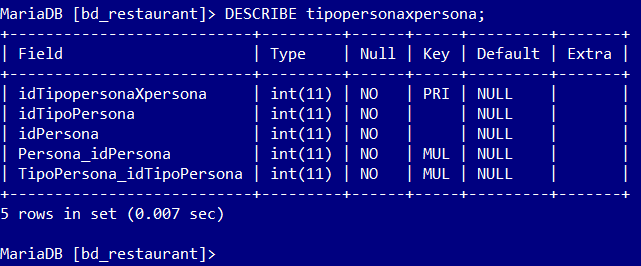 MariaDB [bd_restaurant]> DESCRIBE tipopersonaxpersona;
+---------------------------+---------+------+-----+---------+-------+
| Field                     | Type    | Null | Key | Default | Extra |
+---------------------------+---------+------+-----+---------+-------+
| idTipopersonaXpersona     | int(11) | NO   | PRI | NULL    |       |
| idTipoPersona             | int(11) | NO   |     | NULL    |       |
| idPersona                 | int(11) | NO   |     | NULL    |       |
| Persona_idPersona         | int(11) | NO   | MUL | NULL    |       |
| TipoPersona_idTipoPersona | int(11) | NO   | MUL | NULL    |       |
+---------------------------+---------+------+-----+---------+-------+
5 rows in set (0.007 sec)
MariaDB [bd_restaurant]>